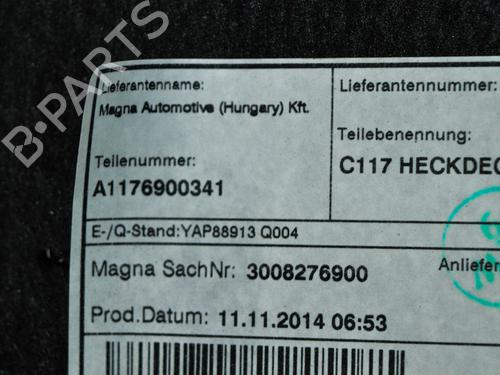 B-PARTS
Lieferantenname:
Magna Automotive (Hungary) Kft.
Lieferantennummer:
Teilenummer:
A1176900341
Teilebenennung:
C117 HECKDEC
E-/Q-Stand:YAP88913 Q004
Magna SachNr: 3008276900
Anliefer
Prod.Datum: 11.11.2014 06:53